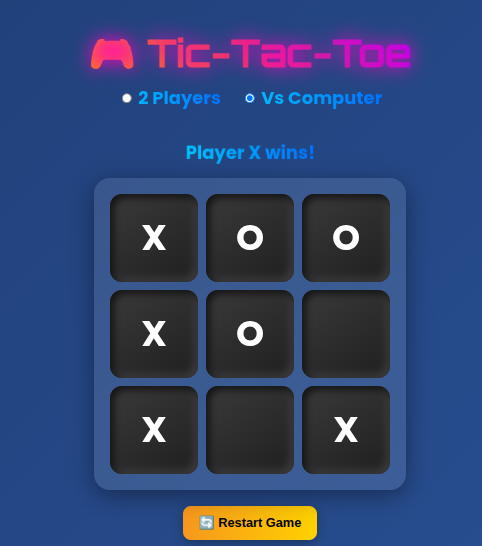 🎮 Tic-Tac-Toe
2 Players Vs Computer
Player X wins!
X O O
X O
X X
🔄 Restart Game